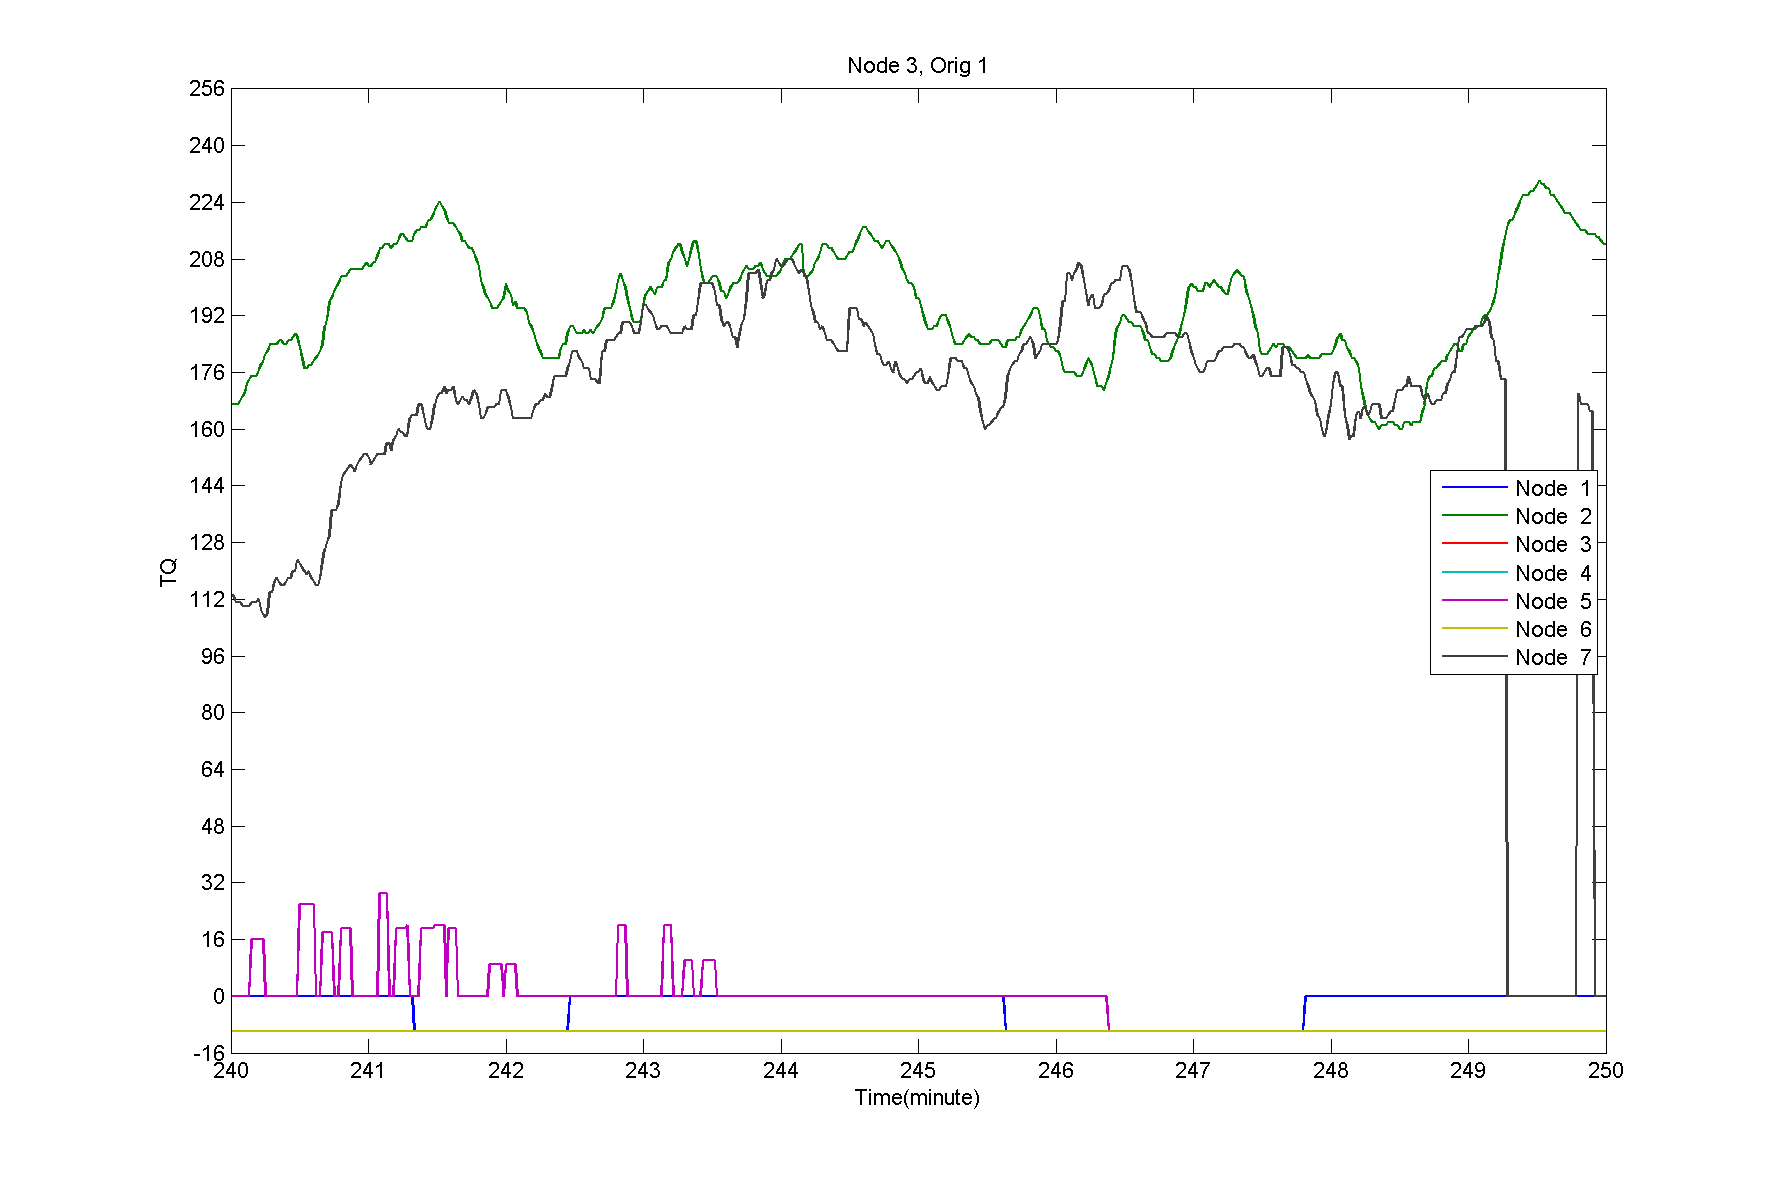 Node 3, Orig 1
256
240
224
208
192
176
160
144
128
112
96
80
64
48
32
16
0
-16
TQ
Node 1
Node 2
Node 3
Node 4
Node 5
Node 6
Node 7
240 241 242 243 244 245 246 247 248 249 250
Time(minute)